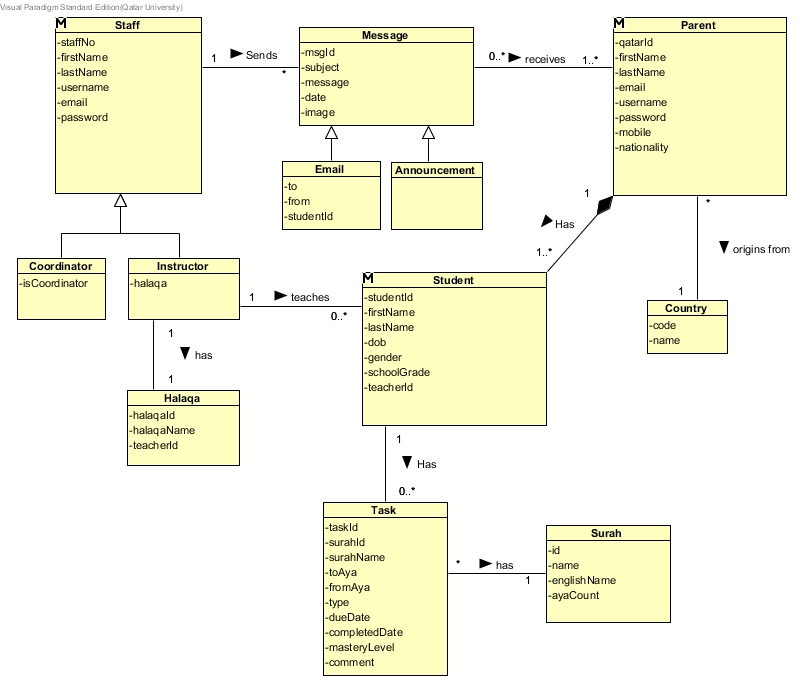 Visual Paradigm Standard Edition(Qatar University)
M
Staff
-staffNo
-firstName
-lastName
-username
-email
-password
1
Sends
*
Message
-msgId
-subject
-message
-date
-image
0..*
receives
1..*
M
Parent
-qatarId
-firstName
-lastName
-email
-username
-password
-mobile
-nationality
Email
-to
-from
-studentId
Announcement
1
Has
1..*
*
origins from
1
Country
-code
-name
Coordinator
-isCoordinator
Instructor
-halaqa
1
teaches
0..*
M
Student
-studentId
-firstName
-lastName
-dob
-gender
-schoolGrade
-teacherId
1
has
1
Halaqa
-halaqaId
-halaqaName
-teacherId
1
Has
0..*
Task
-taskId
-surahId
-surahName
-toAya
-fromAya
-type
-dueDate
-completedDate
-masteryLevel
-comment
*
has
1
Surah
-id
-name
-englishName
-ayaCount